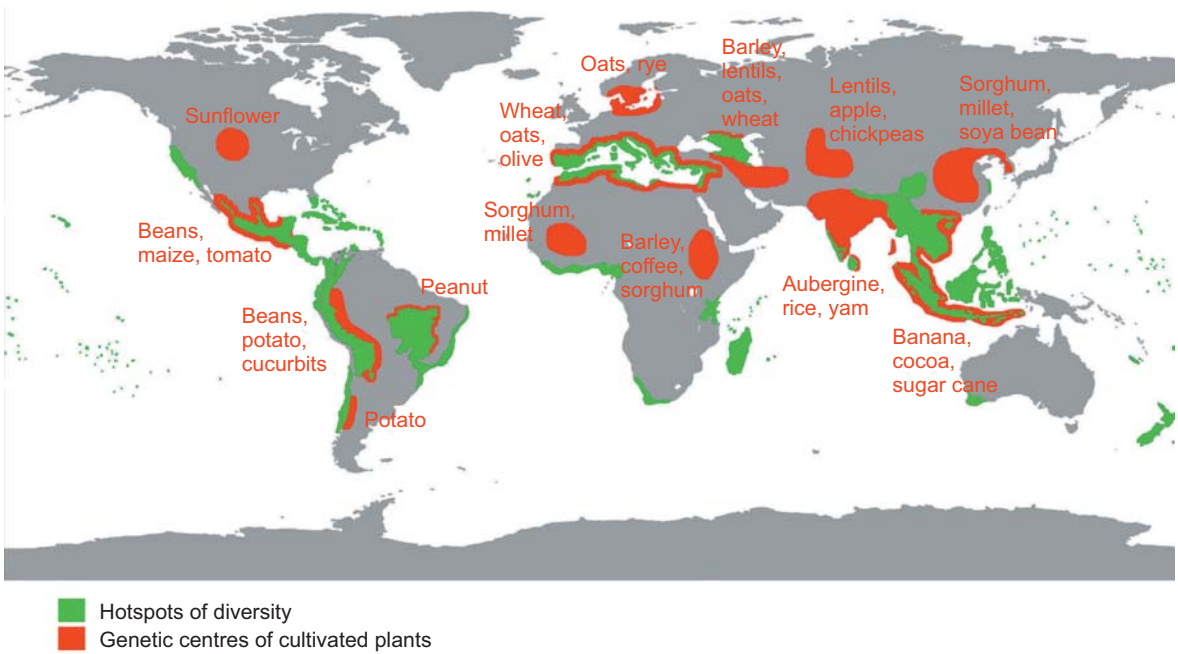 Oats, rye
Barley,
lentils,
oats,
wheat
Lentils,
apple,
chickpeas
Sorghum,
millet,
soya bean
Sunflower
Wheat,
oats,
olive
Sorghum,
millet
Barley,
coffee,
sorghum
Beans,
maize, tomato
Peanut
Aubergine,
rice, yam
Beans,
potato,
cucurbits
Banana,
cocoa,
sugar cane
Potato
Hotspots of diversity
Genetic centres of cultivated plants